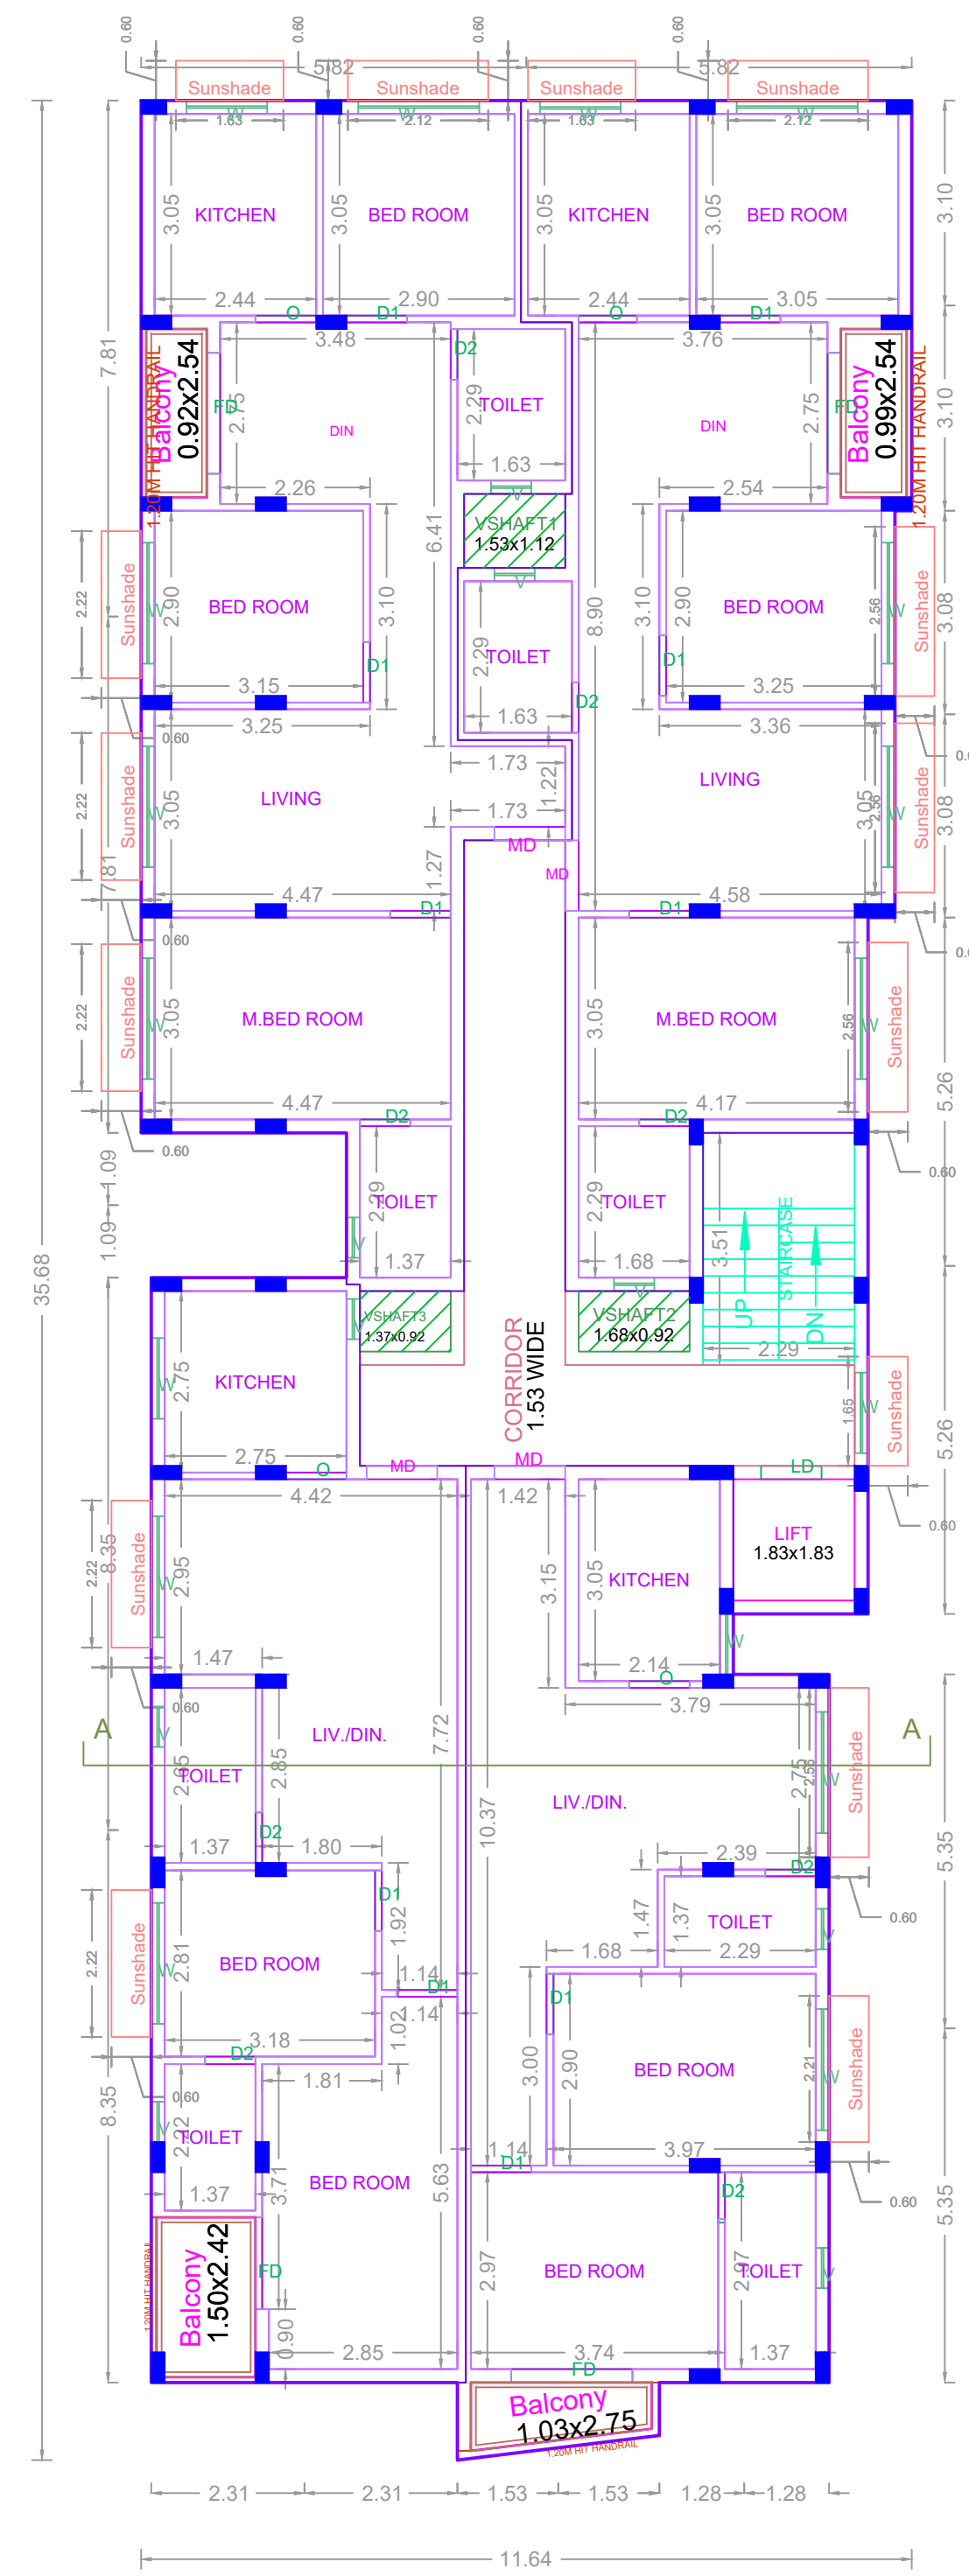 0.60
0.60
0.60
0.60
5.82
5.82
Sunshade
Sunshade
Sunshade
Sunshade
W
W
W
W
1.63
2.12
1.63
2.12
3.05
KITCHEN
3.05
BED ROOM
3.05
KITCHEN
3.05
BED ROOM
3.10
2.44
2.90
2.44
3.05
O
D1
O
D1
7.81
3.48
3.76
D2
1.20M HIT HANDRAIL
Balcony
0.92x2.54
FD
2.75
DIN
2.29
TOILET
DIN
2.75
FD
Balcony
0.99x2.54
1.20M HIT HANDRAIL
3.10
1.63
2.26
2.54
V
VSHAFT1
1.53x1.12
6.41
V
2.22
Sunshade
W
2.90
BED ROOM
3.10
8.90
3.10
2.90
BED ROOM
2.56
W
Sunshade
3.08
2.29
TOILET
D1
D1
3.15
3.25
D2
1.63
3.25
3.36
0.60
1.73
1.22
2.22
Sunshade
W
3.05
LIVING
LIVING
3.05
2.56
W
Sunshade
3.08
1.73
MD
MD
7.81
1.27
4.47
4.58
D1
D1
0.60
2.22
Sunshade
W
3.05
M.BED ROOM
3.05
M.BED ROOM
2.56
W
Sunshade
5.26
4.47
4.17
D2
D2
0.60
0.60
1.09
1.09
2.29
TOILET
2.29
TOILET
3.51
STAIRCASE
UP
DN
1.37
1.68
V
V
35.68
VSHAFT3
1.37x0.92
V
VSHAFT2
1.68x0.92
2.29
CORRIDOR
1.53 WIDE
W
2.75
KITCHEN
1.65
W
Sunshade
5.26
2.75
O
MD
MD
LD
4.42
1.42
0.60
2.22
8.35
Sunshade
W
2.95
3.15
3.05
KITCHEN
LIFT
1.83x1.83
W
2.14
O
1.47
3.79
0.60
A
A
V
2.65
TOILET
2.85
LIV./DIN.
7.72
2.75
2.56
W
Sunshade
LIV./DIN.
10.37
D2
1.37
1.80
2.39
D2
5.35
0.60
2.22
Sunshade
W
2.81
BED ROOM
D1
1.92
1.47
1.37
TOILET
V
1.68
2.29
1.14
D1
D1
1.14
1.02
3.18
D2
3.00
2.90
BED ROOM
2.21
W
Sunshade
1.81
0.60
8.35
V
2.22
TOILET
1.37
3.71
BED ROOM
5.63
1.14
3.97
D1
D2
0.60
5.35
1.20M HIT HANDRAIL
Balcony
1.50x2.42
FD
2.97
BED ROOM
2.97
TOILET
V
0.90
2.85
3.74
1.37
FD
Balcony
1.03x2.75
1.20M HIT HANDRAIL
2.31
2.31
1.53
1.53
1.28
1.28
11.64